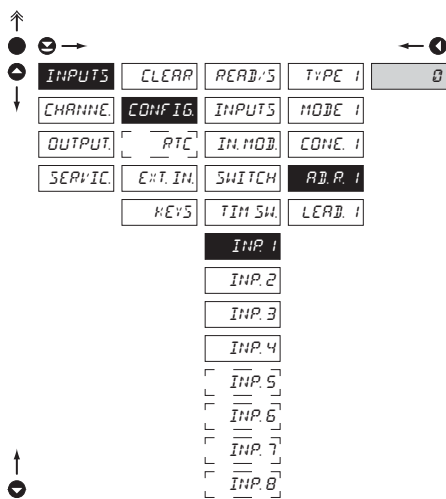 INPUTS CLEAR READ/S TYPE 1 0
CHANNE. CONFIG. INPUTS MODE 1
OUTPUT. RTC IN. MOD. CONE. 1
SERVIC. EXT. IN. SWITCH AD. R. 1
KEYS TIM SW. LEAD. 1
INP. 1
INP. 2
INP. 3
INP. 4
INP. 5
INP. 6
INP. 7
INP. 8